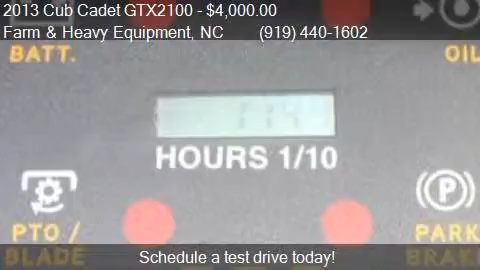 2013 Cub Cadet GTX2100 - $4,000.00
Farm & Heavy Equipment, NC (919) 440-1602
BATT.
OIL
HOURS 1/10
P
PTO /
BLADE
PARK
BRAKE
Schedule a test drive today!